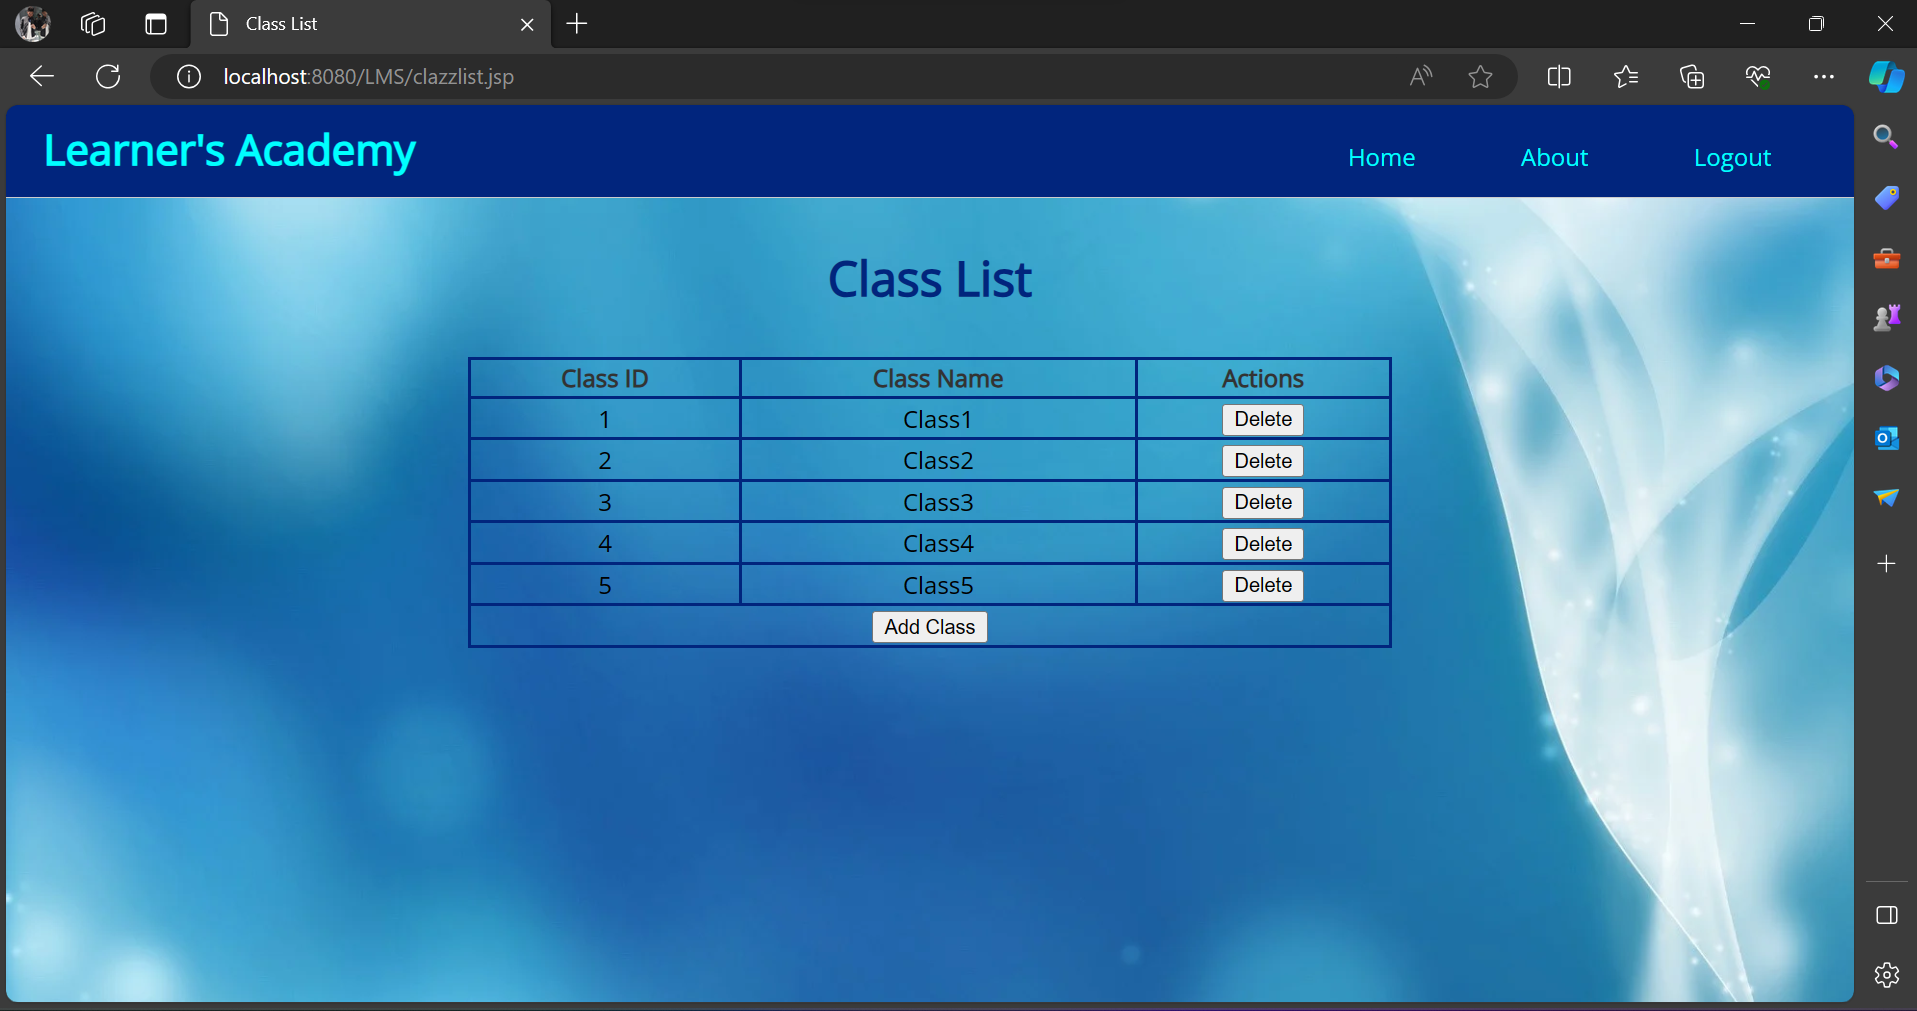 Class List
localhost:8080/LMS/clazzlist.jsp
Learner's Academy
Home About Logout
Class List
Class ID Class Name Actions
1 Class1 Delete
2 Class2 Delete
3 Class3 Delete
4 Class4 Delete
5 Class5 Delete
Add Class